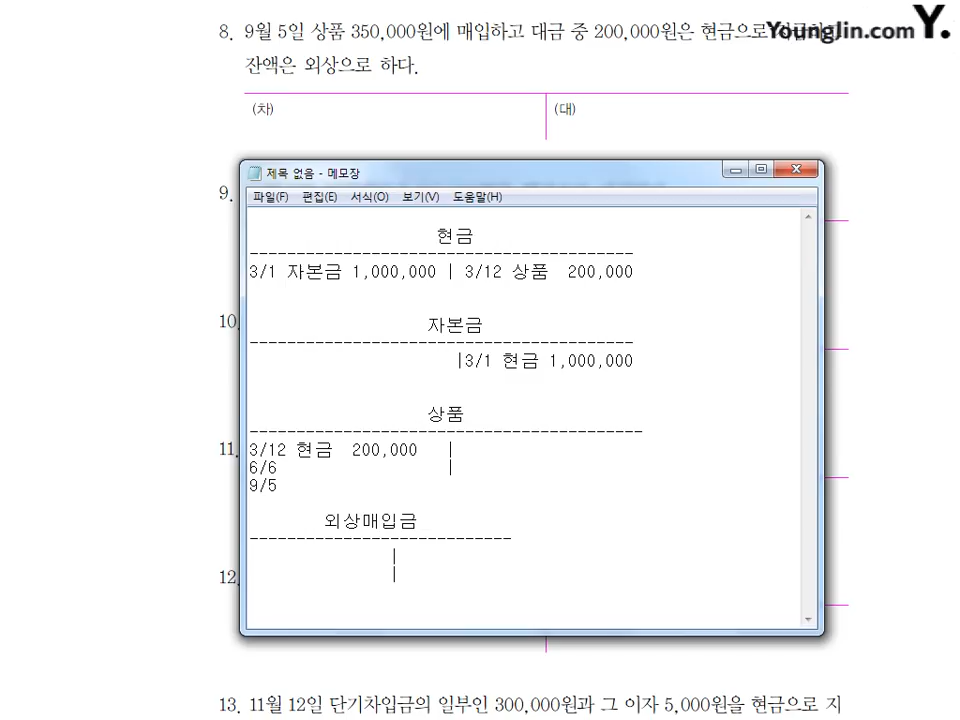 Younglin.com Y.
8. 9월 5일 상품 350,000원에 매입하고 대금 중 200,000원은 현금으로
잔액은 외상으로 하다.
(차) (대)
제목 없음 - 메모장
9. 파일(F) 편집(E) 서식(O) 보기(V) 도움말(H)
현금
----------------------------------------
3/1 자본금 1,000,000 | 3/12 상품 200,000
10. 자본금
----------------------------------------
|3/1 현금 1,000,000
상품
-----------------------------------------
11. 3/12 현금 200,000 |
6/6 |
9/5
외상매입금
----------------------------
|
12. |
13. 11월 12일 단기차입금의 일부인 300,000원과 그 이자 5,000원을 현금으로 지